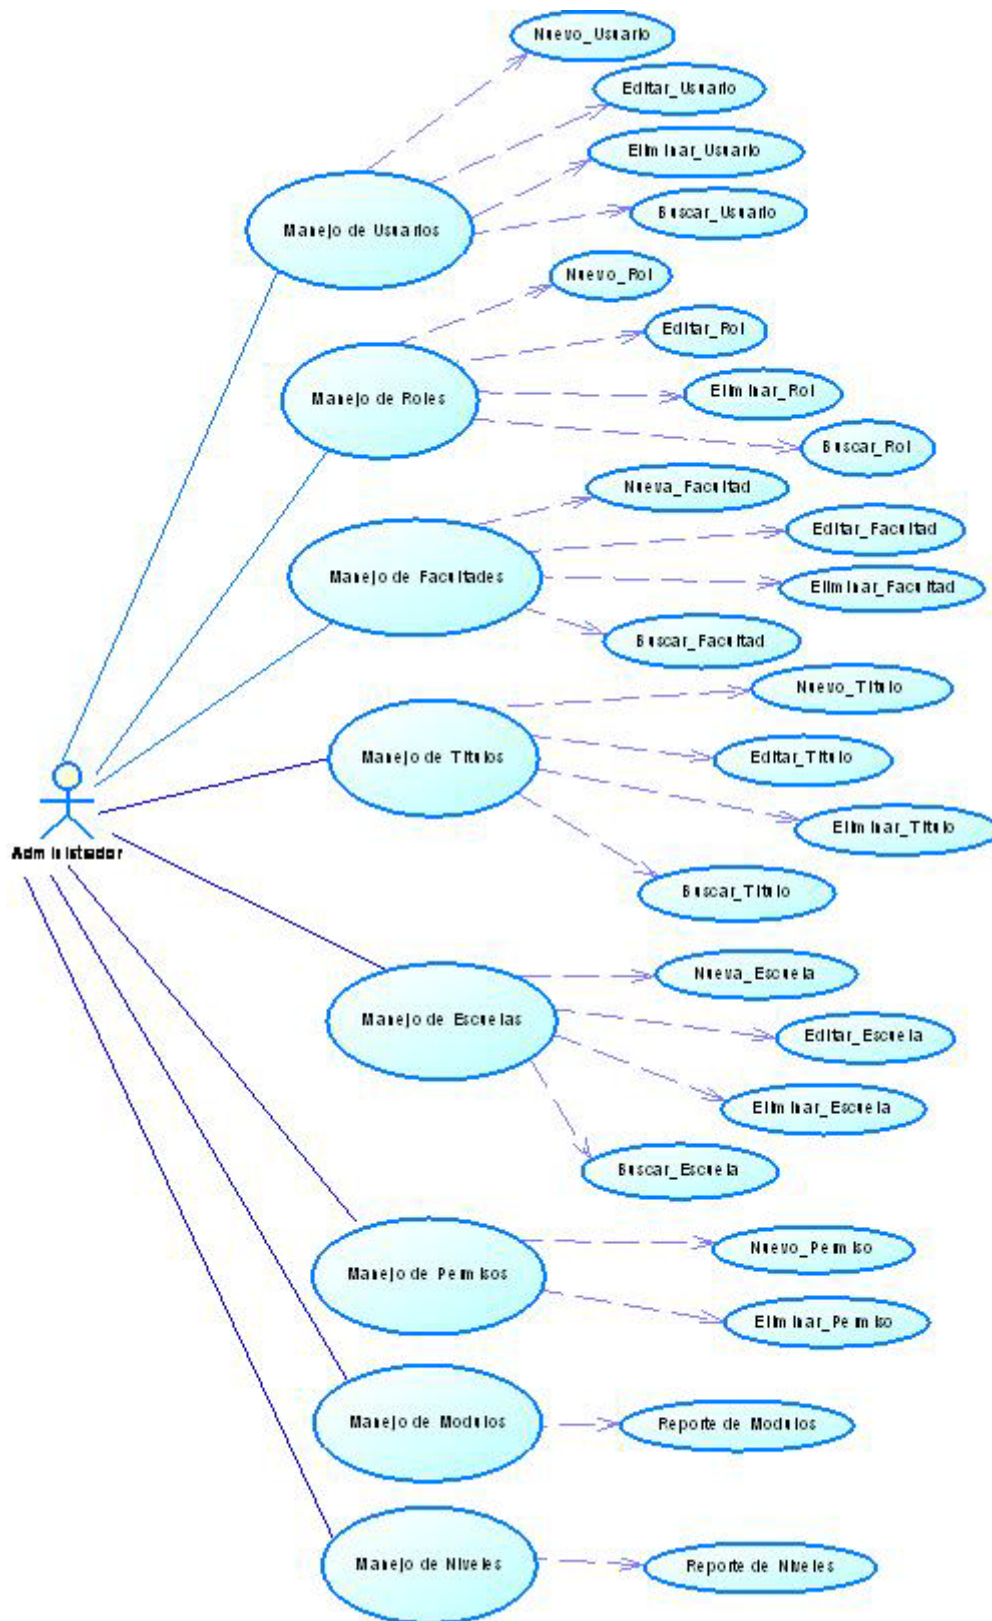 Nuevo_Usuario
Editar_Usuario
Eliminar_Usuario
Buscar_Usuario
Manejo de Usuarios
Nuevo_Rol
Editar_Rol
Eliminar_Rol
Manejo de Roles
Buscar_Rol
Nueva_Facultad
Editar_Facultad
Manejo de Facultades
Eliminar_Facultad
Buscar_Facultad
Nuevo_Titulo
Manejo de Titulos
Editar_Titulo
Eliminar_Titulo
Administrador
Buscar_Titulo
Nueva_Escuela
Manejo de Escuelas
Editar_Escuela
Eliminar_Escuela
Buscar_Escuela
Nuevo_Permiso
Manejo de Permisos
Eliminar_Permiso
Manejo de Modulos
Reporte de Modulos
Manejo de Niveles
Reporte de Niveles